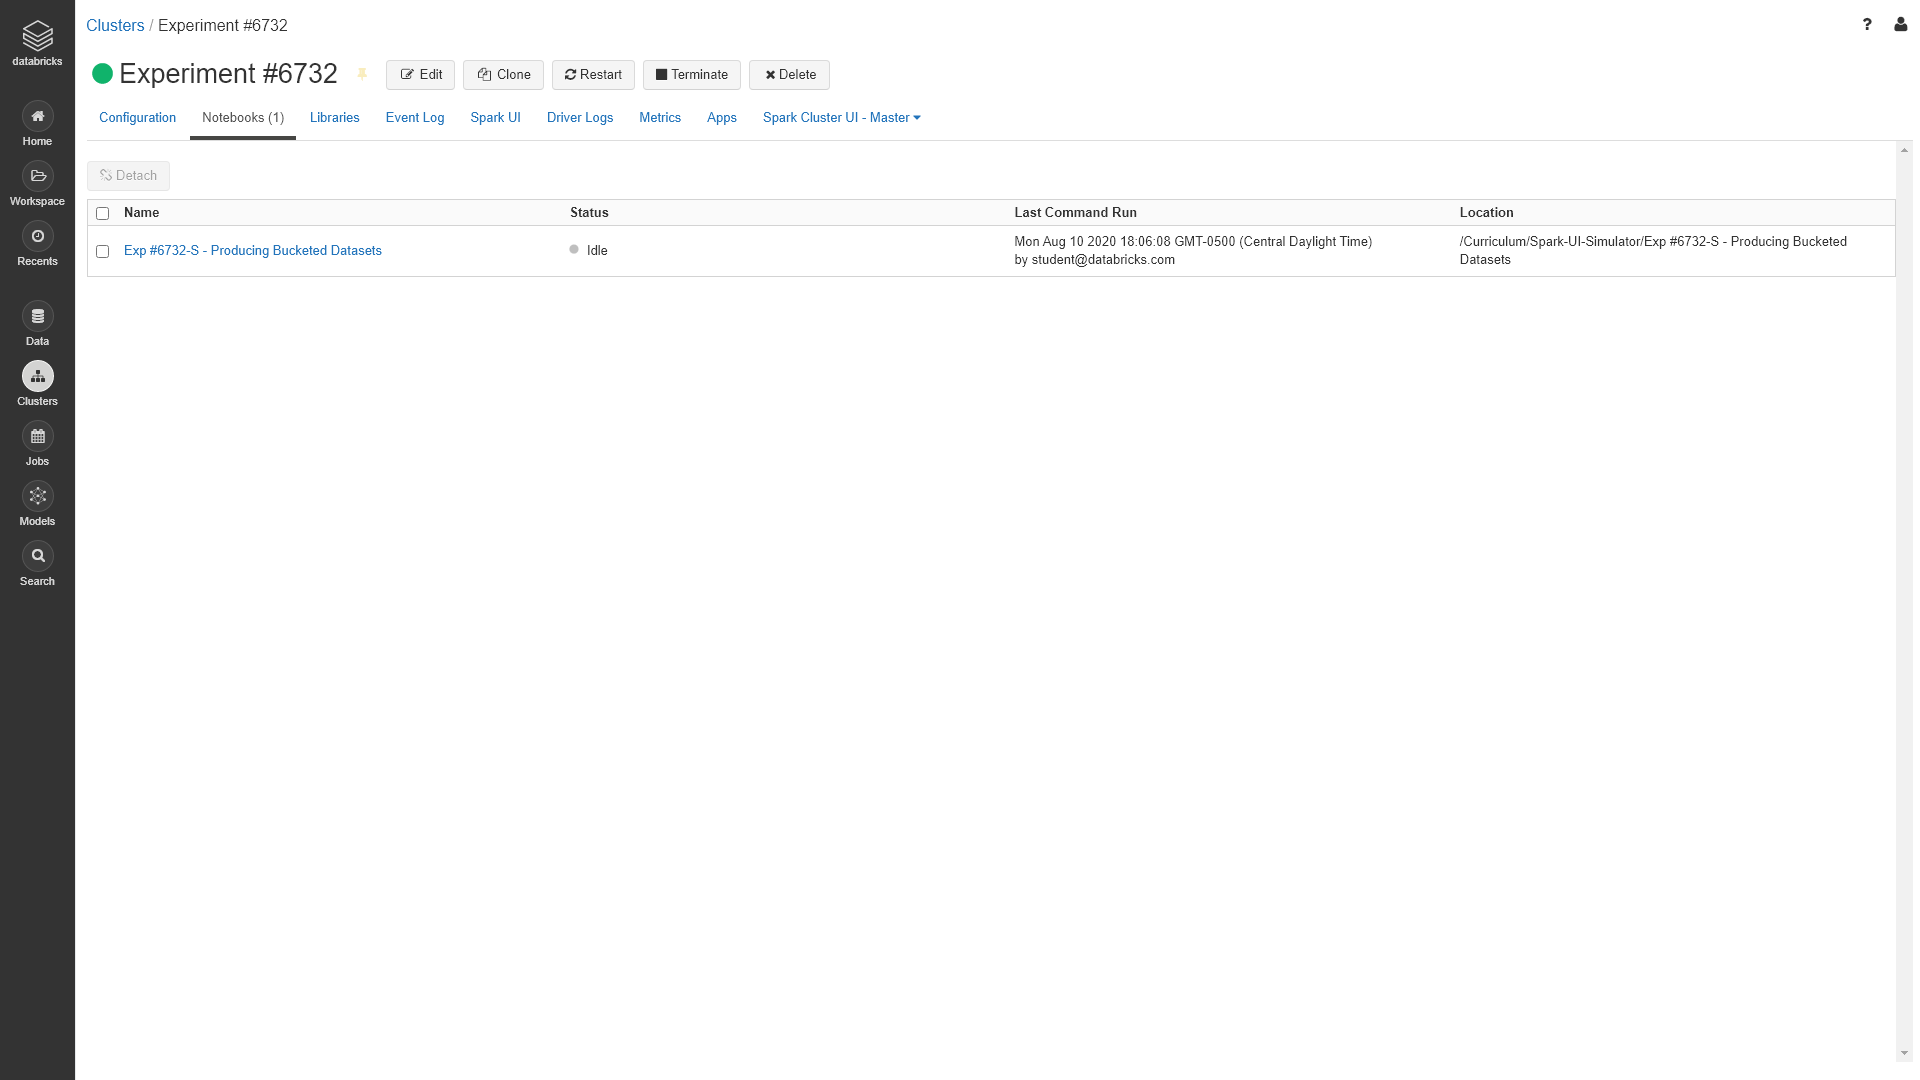 Clusters / Experiment #6732
?
databricks
Experiment #6732
Edit
Clone
Restart
Terminate
Delete
Configuration
Notebooks (1)
Libraries
Event Log
Spark UI
Driver Logs
Metrics
Apps
Spark Cluster UI - Master
Home
Workspace
Recents
Data
Clusters
Jobs
Models
Search
Detach
Name
Status
Last Command Run
Location
Exp #6732-S - Producing Bucketed Datasets
Idle
Mon Aug 10 2020 18:06:08 GMT-0500 (Central Daylight Time)
by student@databricks.com
/Curriculum/Spark-UI-Simulator/Exp #6732-S - Producing Bucketed
Datasets